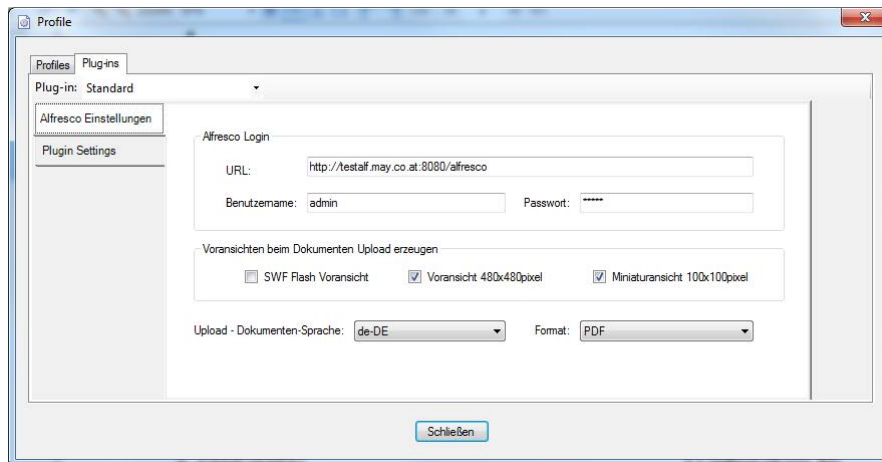 Profile
Profiles Plug-ins
Plug-in: Standard
Alfresco Einstellungen
Plugin Settings
Alfresco Login
URL: http://testalf.may.co.at:8080/alfresco
Benutzername: admin Passwort: *****
Voransichten beim Dokumenten Upload erzeugen
SWF Flash Voransicht Voransicht 480x480pixel Miniaturansicht 100x100pixel
Upload - Dokumenten-Sprache: de-DE Format: PDF
Schließen